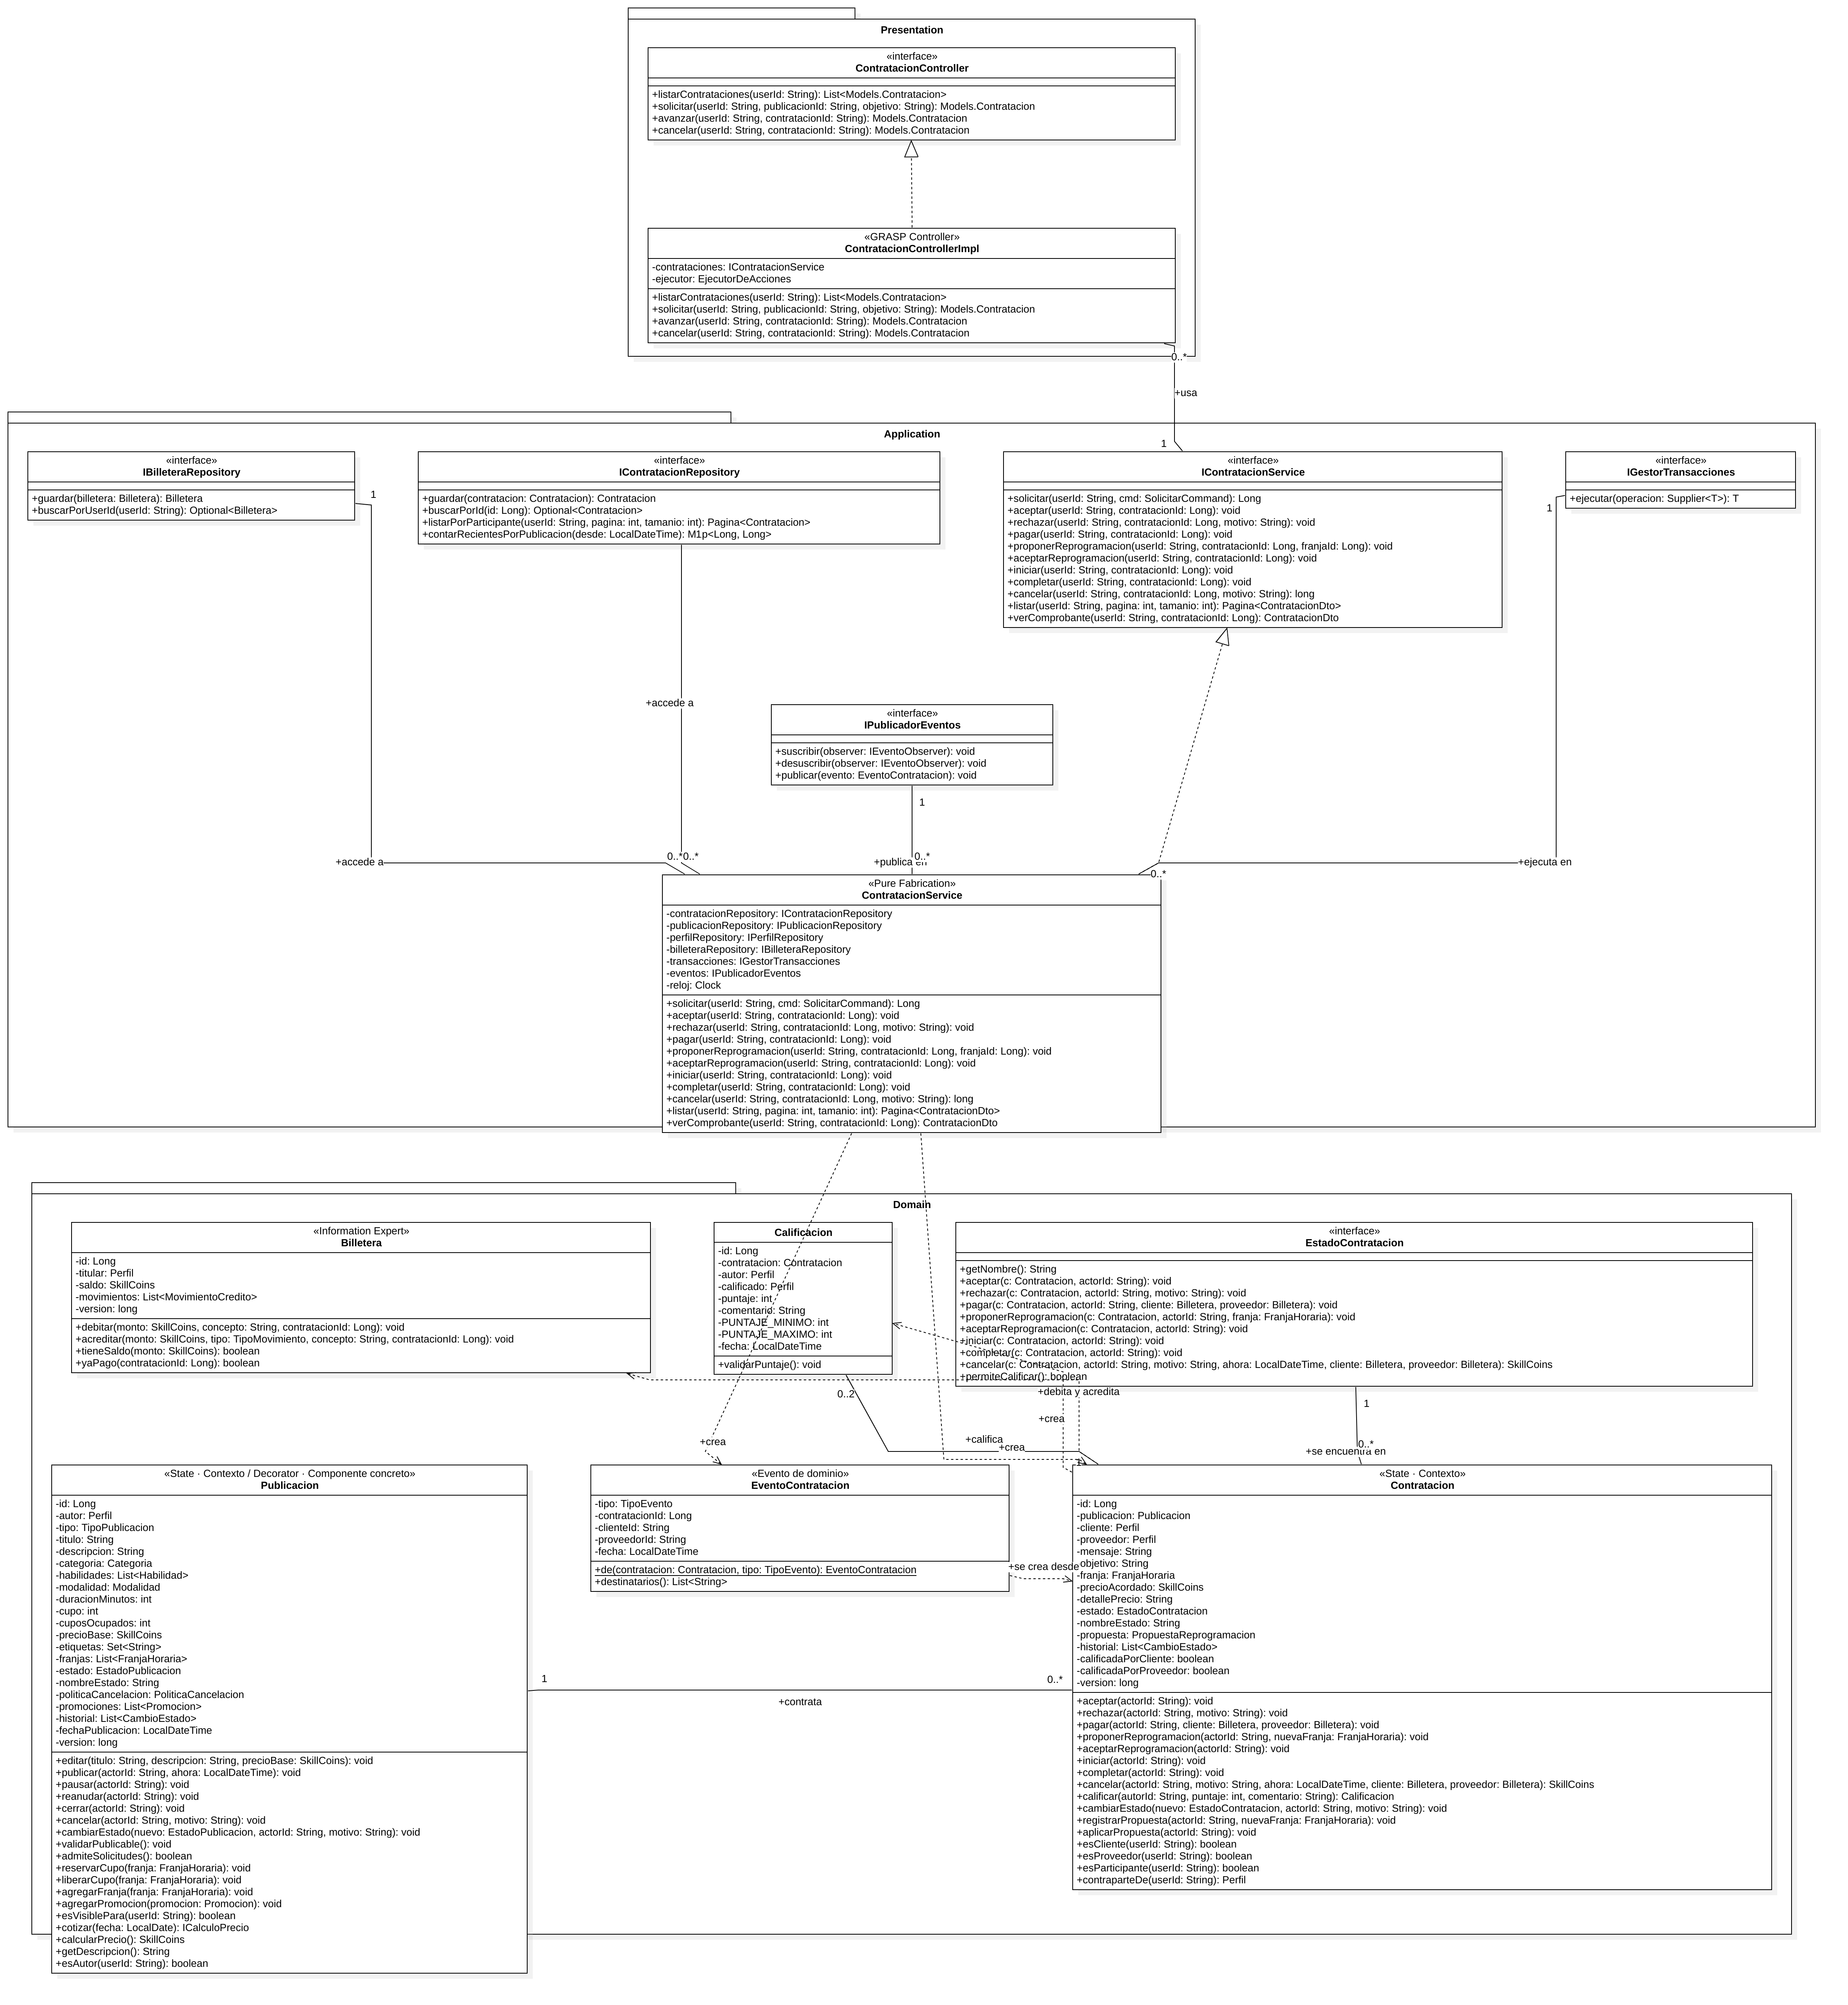 Presentation
«interface»
ContratacionController
+listarContrataciones(userId: String): List<Models.Contratacion>
+solicitar(userId: String, publicacionId: String, objetivo: String): Models.Contratacion
+avanzar(userId: String, contratacionId: String): Models.Contratacion
+cancelar(userId: String, contratacionId: String): Models.Contratacion
«GRASP Controller»
ContratacionControllerImpl
-contrataciones: IContratacionService
-ejecutor: EjecutorDeAcciones
+listarContrataciones(userId: String): List<Models.Contratacion>
+solicitar(userId: String, publicacionId: String, objetivo: String): Models.Contratacion
+avanzar(userId: String, contratacionId: String): Models.Contratacion
+cancelar(userId: String, contratacionId: String): Models.Contratacion
0..*
+usa
1
Application
«interface»
IBilleteraRepository
+guardar(billetera: Billetera): Billetera
+buscarPorUserId(userId: String): Optional<Billetera>
1
«interface»
IContratacionRepository
+guardar(contratacion: Contratacion): Contratacion
+buscarPorId(id: Long): Optional<Contratacion>
+listarPorParticipante(userId: String, pagina: int, tamanio: int): Pagina<Contratacion>
+contarRecientesPorPublicacion(desde: LocalDateTime): M1p<Long, Long>
«interface»
IContratacionService
+solicitar(userId: String, cmd: SolicitarCommand): Long
+aceptar(userId: String, contratacionId: Long): void
+rechazar(userId: String, contratacionId: Long, motivo: String): void
+pagar(userId: String, contratacionId: Long): void
+proponerReprogramacion(userId: String, contratacionId: Long, franjaId: Long): void
+aceptarReprogramacion(userId: String, contratacionId: Long): void
+iniciar(userId: String, contratacionId: Long): void
+completar(userId: String, contratacionId: Long): void
+cancelar(userId: String, contratacionId: Long, motivo: String): long
+listar(userId: String, pagina: int, tamanio: int): Pagina<ContratacionDto>
+verComprobante(userId: String, contratacionId: Long): ContratacionDto
«interface»
IGestorTransacciones
+ejecutar(operacion: Supplier<T>): T
1
+accede a
«interface»
IPublicadorEventos
+suscribir(observer: IEventoObserver): void
+desuscribir(observer: IEventoObserver): void
+publicar(evento: EventoContratacion): void
1
+accede a
0..*
0..*
+publica en
0..*
+ejecuta en
0..*
«Pure Fabrication»
ContratacionService
-contratacionRepository: IContratacionRepository
-publicacionRepository: IPublicacionRepository
-perfilRepository: IPerfilRepository
-billeteraRepository: IBilleteraRepository
-transacciones: IGestorTransacciones
-eventos: IPublicadorEventos
-reloj: Clock
+solicitar(userId: String, cmd: SolicitarCommand): Long
+aceptar(userId: String, contratacionId: Long): void
+rechazar(userId: String, contratacionId: Long, motivo: String): void
+pagar(userId: String, contratacionId: Long): void
+proponerReprogramacion(userId: String, contratacionId: Long, franjaId: Long): void
+aceptarReprogramacion(userId: String, contratacionId: Long): void
+iniciar(userId: String, contratacionId: Long): void
+completar(userId: String, contratacionId: Long): void
+cancelar(userId: String, contratacionId: Long, motivo: String): long
+listar(userId: String, pagina: int, tamanio: int): Pagina<ContratacionDto>
+verComprobante(userId: String, contratacionId: Long): ContratacionDto
Domain
«Information Expert»
Billetera
-id: Long
-titular: Perfil
-saldo: SkillCoins
-movimientos: List<MovimientoCredito>
-version: long
+debitar(monto: SkillCoins, concepto: String, contratacionId: Long): void
+acreditar(monto: SkillCoins, tipo: TipoMovimiento, concepto: String, contratacionId: Long): void
+tieneSaldo(monto: SkillCoins): boolean
+yaPago(contratacionId: Long): boolean
Calificacion
-id: Long
-contratacion: Contratacion
-autor: Perfil
-calificado: Perfil
-puntaje: int
-comentario: String
-PUNTAJE_MINIMO: int
-PUNTAJE_MAXIMO: int
-fecha: LocalDateTime
+validarPuntaje(): void
«interface»
EstadoContratacion
+getNombre(): String
+aceptar(c: Contratacion, actorId: String): void
+rechazar(c: Contratacion, actorId: String, motivo: String): void
+pagar(c: Contratacion, actorId: String, cliente: Billetera, proveedor: Billetera): void
+proponerReprogramacion(c: Contratacion, actorId: String, franja: FranjaHoraria): void
+aceptarReprogramacion(c: Contratacion, actorId: String): void
+iniciar(c: Contratacion, actorId: String): void
+completar(c: Contratacion, actorId: String): void
+cancelar(c: Contratacion, actorId: String, motivo: String, ahora: LocalDateTime, cliente: Billetera, proveedor: Billetera): SkillCoins
+permiteCalificar(): boolean
0..2
+debita y acredita
1
+crea
+crea
+califica
+crea
0..*
+se encuentra en
1
«State · Contexto / Decorator · Componente concreto»
Publicacion
-id: Long
-autor: Perfil
-tipo: TipoPublicacion
-titulo: String
-descripcion: String
-categoria: Categoria
-habilidades: List<Habilidad>
-modalidad: Modalidad
-duracionMinutos: int
-cupo: int
-cuposOcupados: int
-precioBase: SkillCoins
-etiquetas: Set<String>
-franjas: List<FranjaHoraria>
-estado: EstadoPublicacion
-nombreEstado: String
-politicaCancelacion: PoliticaCancelacion
-promociones: List<Promocion>
-historial: List<CambioEstado>
-fechaPublicacion: LocalDateTime
-version: long
+editar(titulo: String, descripcion: String, precioBase: SkillCoins): void
+publicar(actorId: String, ahora: LocalDateTime): void
+pausar(actorId: String): void
+reanudar(actorId: String): void
+cerrar(actorId: String): void
+cancelar(actorId: String, motivo: String): void
+cambiarEstado(nuevo: EstadoPublicacion, actorId: String, motivo: String): void
+validarPublicable(): void
+admiteSolicitudes(): boolean
+reservarCupo(franja: FranjaHoraria): void
+liberarCupo(franja: FranjaHoraria): void
+agregarFranja(franja: FranjaHoraria): void
+agregarPromocion(promocion: Promocion): void
+esVisiblePara(userId: String): boolean
+cotizar(fecha: LocalDate): ICalculoPrecio
+calcularPrecio(): SkillCoins
+getDescripcion(): String
+esAutor(userId: String): boolean
«Evento de dominio»
EventoContratacion
-tipo: TipoEvento
-contratacionId: Long
-clienteId: String
-proveedorId: String
-fecha: LocalDateTime
+de(contratacion: Contratacion, tipo: TipoEvento): EventoContratacion
+destinatarios(): List<String>
+se crea desde
1
0..*
+contrata
«State · Contexto»
Contratacion
-id: Long
-publicacion: Publicacion
-cliente: Perfil
-proveedor: Perfil
-mensaje: String
-objetivo: String
-franja: FranjaHoraria
-precioAcordado: SkillCoins
-detallePrecio: String
-estado: EstadoContratacion
-nombreEstado: String
-propuesta: PropuestaReprogramacion
-historial: List<CambioEstado>
-calificadaPorCliente: boolean
-calificadaPorProveedor: boolean
-version: long
+aceptar(actorId: String): void
+rechazar(actorId: String, motivo: String): void
+pagar(actorId: String, cliente: Billetera, proveedor: Billetera): void
+proponerReprogramacion(actorId: String, nuevaFranja: FranjaHoraria): void
+aceptarReprogramacion(actorId: String): void
+iniciar(actorId: String): void
+completar(actorId: String): void
+cancelar(actorId: String, motivo: String, ahora: LocalDateTime, cliente: Billetera, proveedor: Billetera): SkillCoins
+calificar(autorId: String, puntaje: int, comentario: String): Calificacion
+cambiarEstado(nuevo: EstadoContratacion, actorId: String, motivo: String): void
+registrarPropuesta(actorId: String, nuevaFranja: FranjaHoraria): void
+aplicarPropuesta(actorId: String): void
+esCliente(userId: String): boolean
+esProveedor(userId: String): boolean
+esParticipante(userId: String): boolean
+contraparteDe(userId: String): Perfil